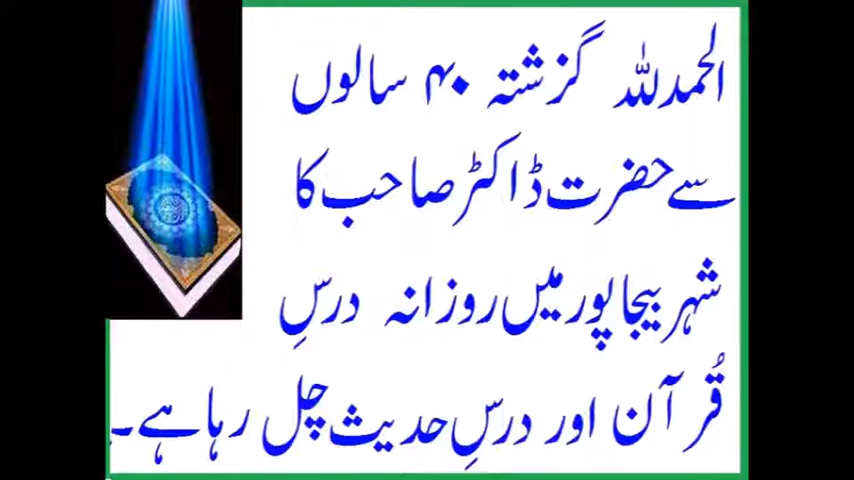 الحمدللہ گزشتہ ۴۰ سالوں
سے حضرت ڈاکٹر صاحب کا
شہر بیجاپور میں روزانہ درسِ
قُرآن اور درسِ حدیث چل رہا ہے۔